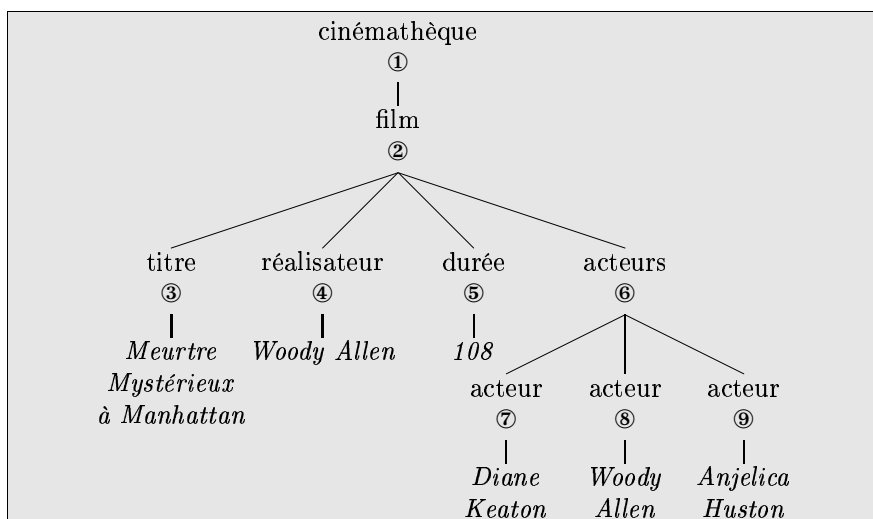 cinémathèque
①
film
②
titre réalisateur durée acteurs
③ ④ ⑤ ⑥
Meurtre Woody Allen 108
Mystérieux
à Manhattan
acteur acteur acteur
⑦ ⑧ ⑨
Diane Woody Anjelica
Keaton Allen Huston